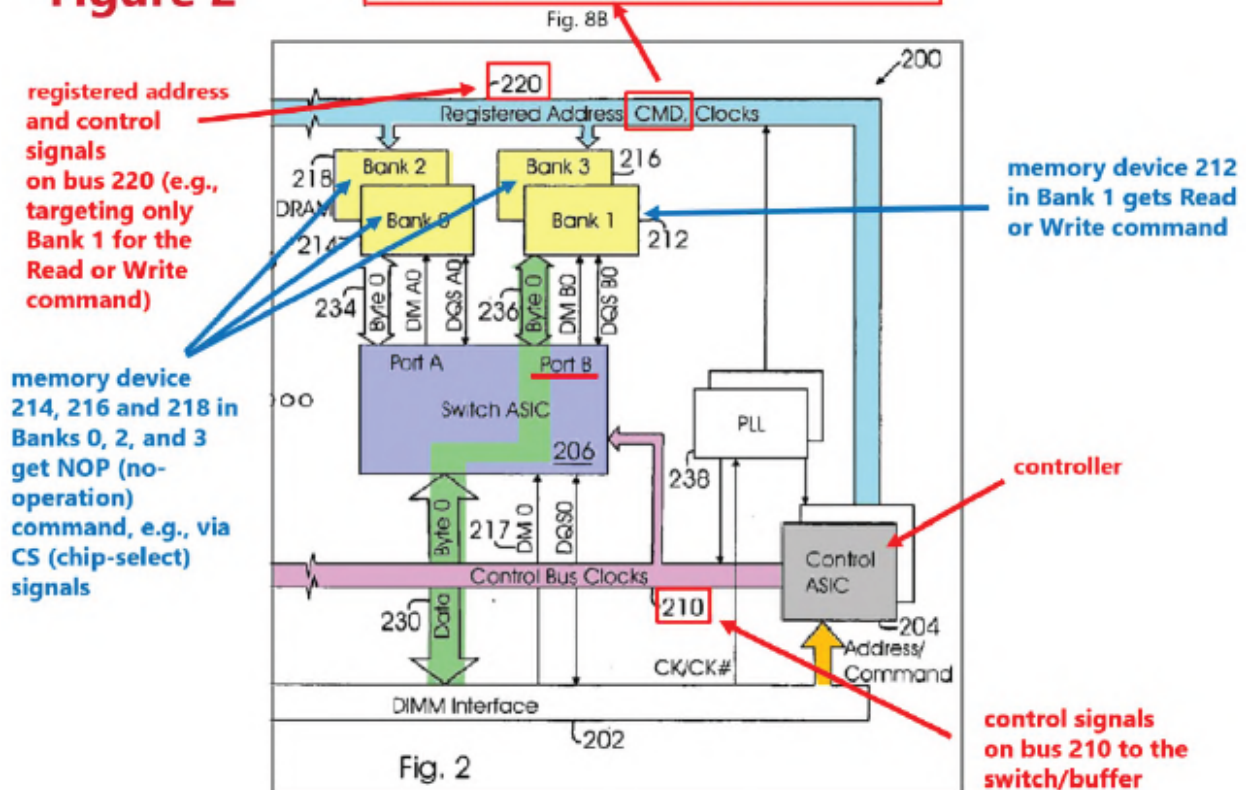 Figure 2
Fig. 8B
200
220
registered address
and control
signals
on bus 220 (e.g.,
targeting only
Bank 1 for the
Read or Write
command)
Registered Address, CMD, Clocks
218
Bank 2
Bank 3
216
DRAM
Bank 0
Bank 1
214
212
memory device 212
in Bank 1 gets Read
or Write command
234
Byte 0
DM A0
DQS A0
236
Byte 0
DM B0
DQS B0
memory device
214, 216 and 218 in
Banks 0, 2, and 3
get NOP (no-
operation)
command, e.g., via
CS (chip-select)
signals
Port A
Port B
Switch ASIC
206
PLL
238
controller
Byte 0
217
DM 0
DQS0
Control Bus Clocks
Control
ASIC
210
204
230
Data
CK/CK#
Address/
Command
DIMM Interface
202
Fig. 2
control signals
on bus 210 to the
switch/buffer